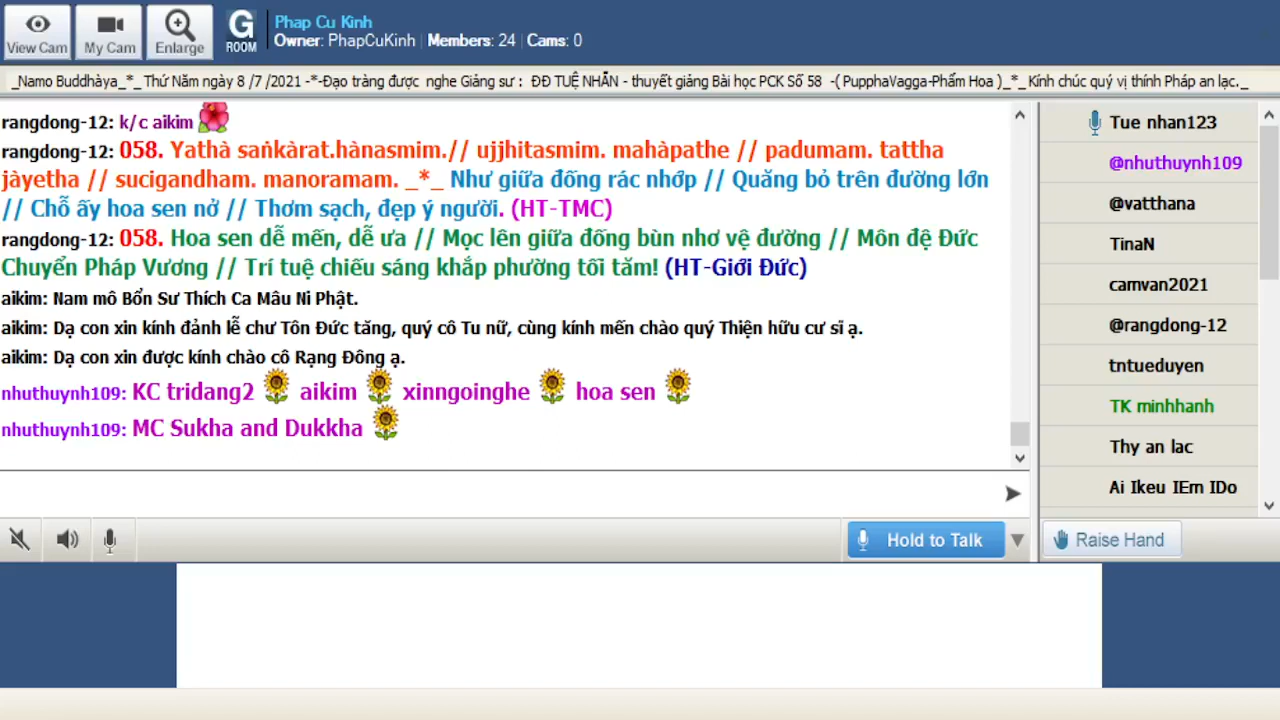 View Cam
My Cam
Enlarge
G
ROOM
Phap Cu Kinh
Owner: PhapCuKinh | Members: 24 | Cams: 0
_Namo Buddhàya_*_ Thứ Năm ngày 8 /7 /2021 -*-Đạo tràng được nghe Giảng sư : ĐĐ TUỆ NHẪN - thuyết giảng Bài học PCK Số 58 -( PupphaVagga-Phẩm Hoa )_*_ Kính chúc quý vị thính Pháp an lạc._
rangdong-12: k/c aikim
rangdong-12: 058. Yathà saṅkàrat.hànasmim.// ujjhitasmim. mahàpathe // padumam. tattha
jàyetha // sucigandham. manoramam. _*_ Như giữa đống rác nhớp // Quăng bỏ trên đường lớn
// Chỗ ấy hoa sen nở // Thơm sạch, đẹp ý người. (HT-TMC)
rangdong-12: 058. Hoa sen dễ mến, dễ ưa // Mọc lên giữa đống bùn nhơ vệ đường // Môn đệ Đức
Chuyển Pháp Vương // Trí tuệ chiếu sáng khắp phường tối tăm! (HT-Giới Đức)
aikim: Nam mô Bổn Sư Thích Ca Mâu Ni Phật.
aikim: Dạ con xin kính đảnh lễ chư Tôn Đức tăng, quý cô Tu nữ, cùng kính mến chào quý Thiện hữu cư sĩ ạ.
aikim: Dạ con xin được kính chào cô Rạng Đông ạ.
nhuthuynh109: KC tridang2 aikim xinngoinghe hoa sen
nhuthuynh109: MC Sukha and Dukkha
Tue nhan123
@nhuthuynh109
@vatthana
TinaN
camvan2021
@rangdong-12
tntueduyen
TK minhhanh
Thy an lac
Ai Ikeu IEm IDo
Hold to Talk
Raise Hand